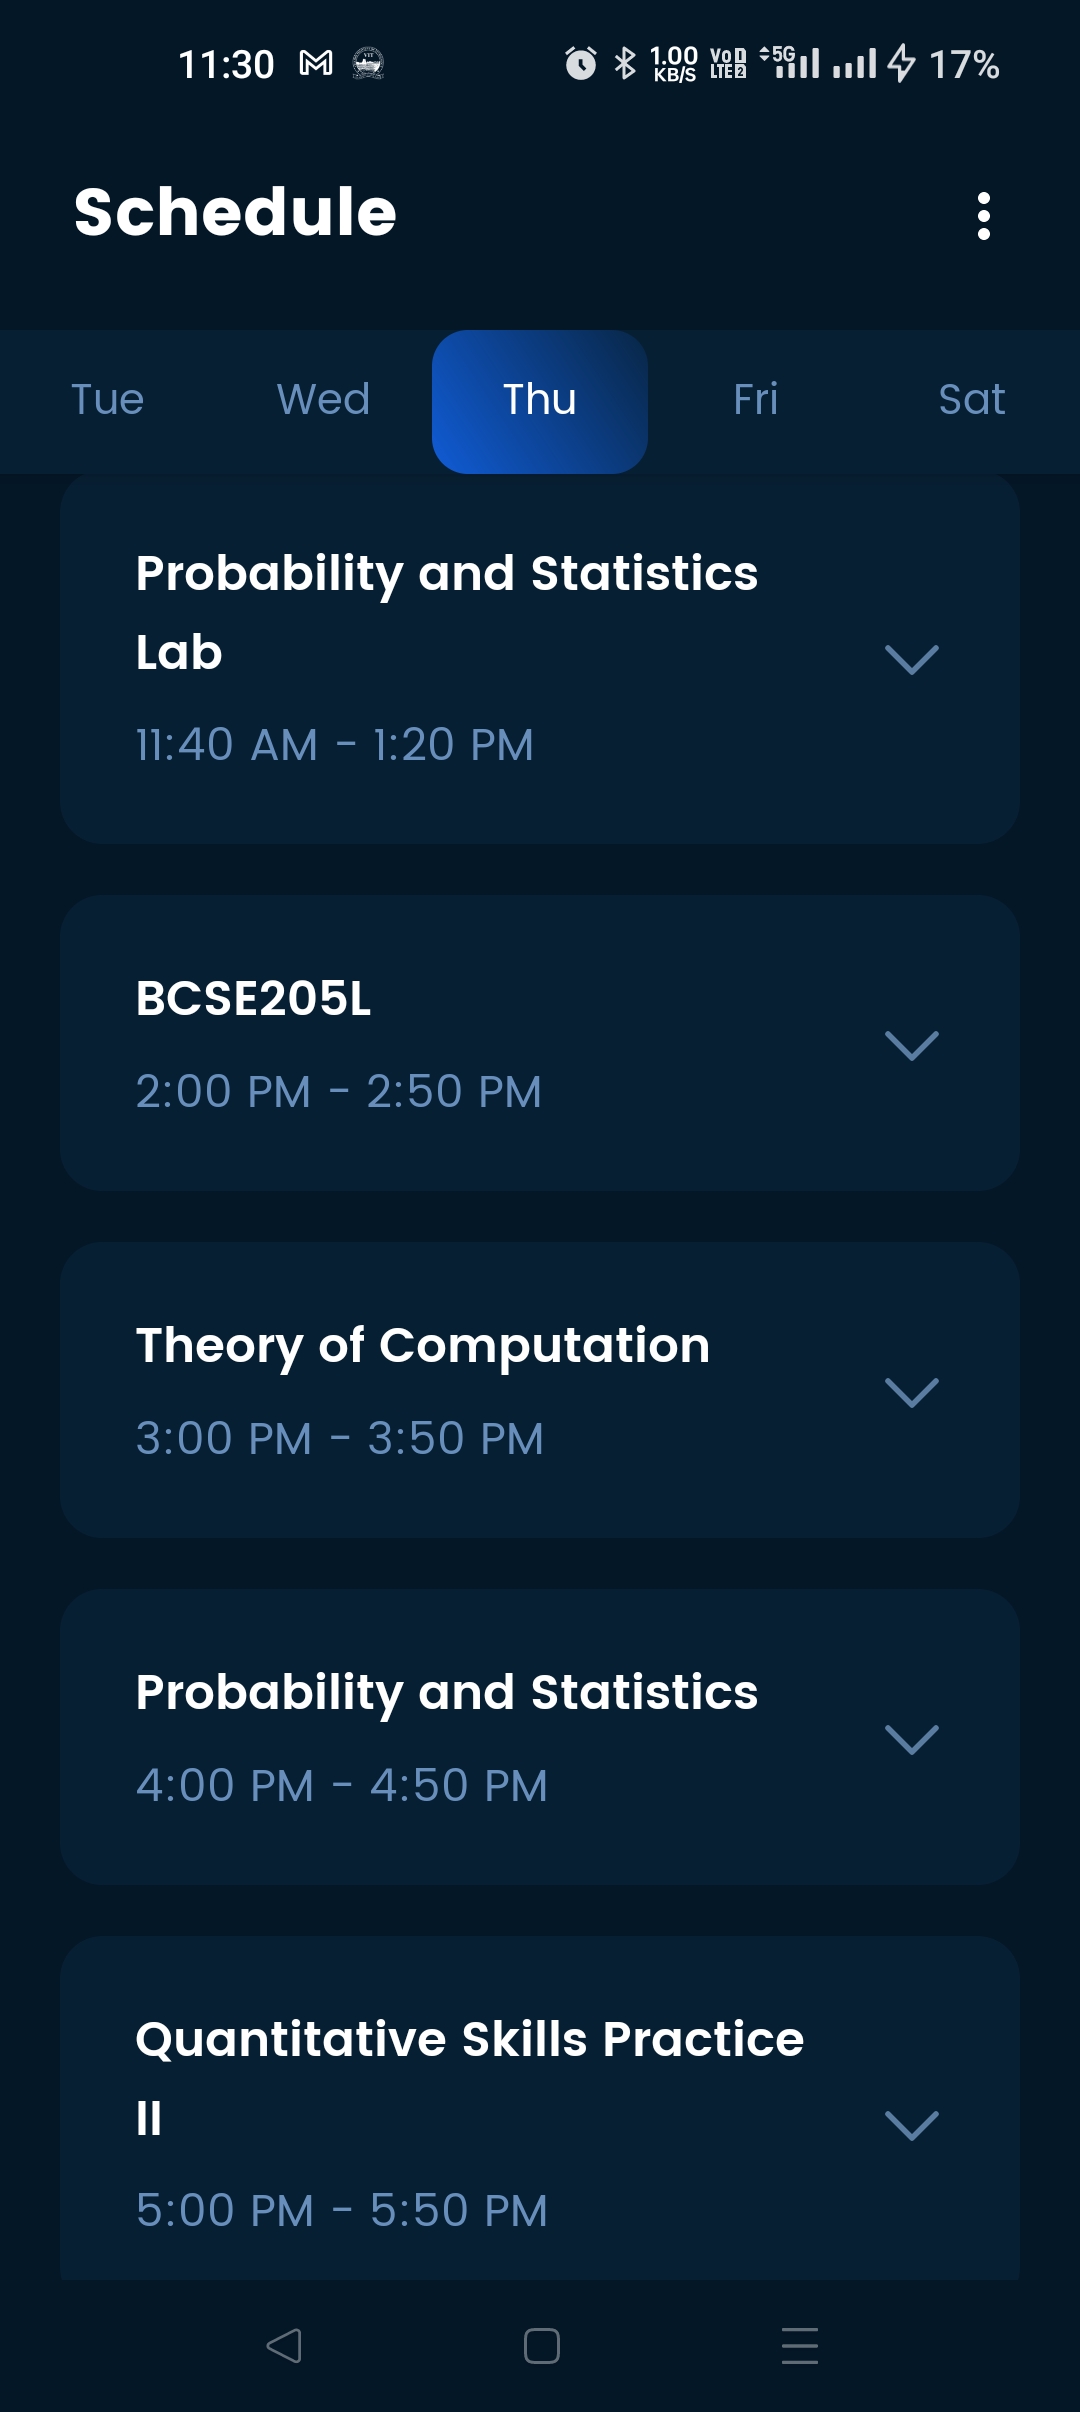 11:30 1.00 KB/S VoD LTE2 5G 17%
Schedule
Tue Wed Thu Fri Sat
Probability and Statistics
Lab
11:40 AM - 1:20 PM
BCSE205L
2:00 PM - 2:50 PM
Theory of Computation
3:00 PM - 3:50 PM
Probability and Statistics
4:00 PM - 4:50 PM
Quantitative Skills Practice
II
5:00 PM - 5:50 PM